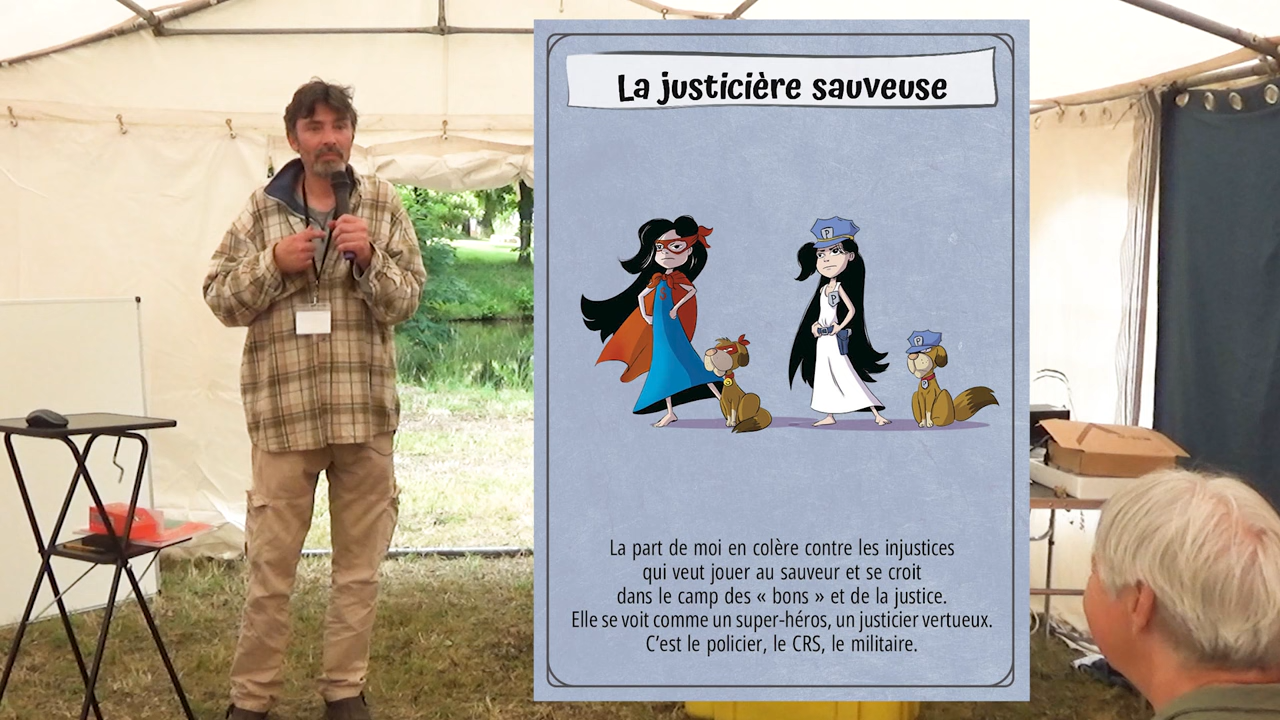 La justicière sauveuse
P
P
P
P
La part de moi en colère contre les injustices
qui veut jouer au sauveur et se croit
dans le camp des « bons » et de la justice.
Elle se voit comme un super-héros, un justicier vertueux.
C’est le policier, le CRS, le militaire.